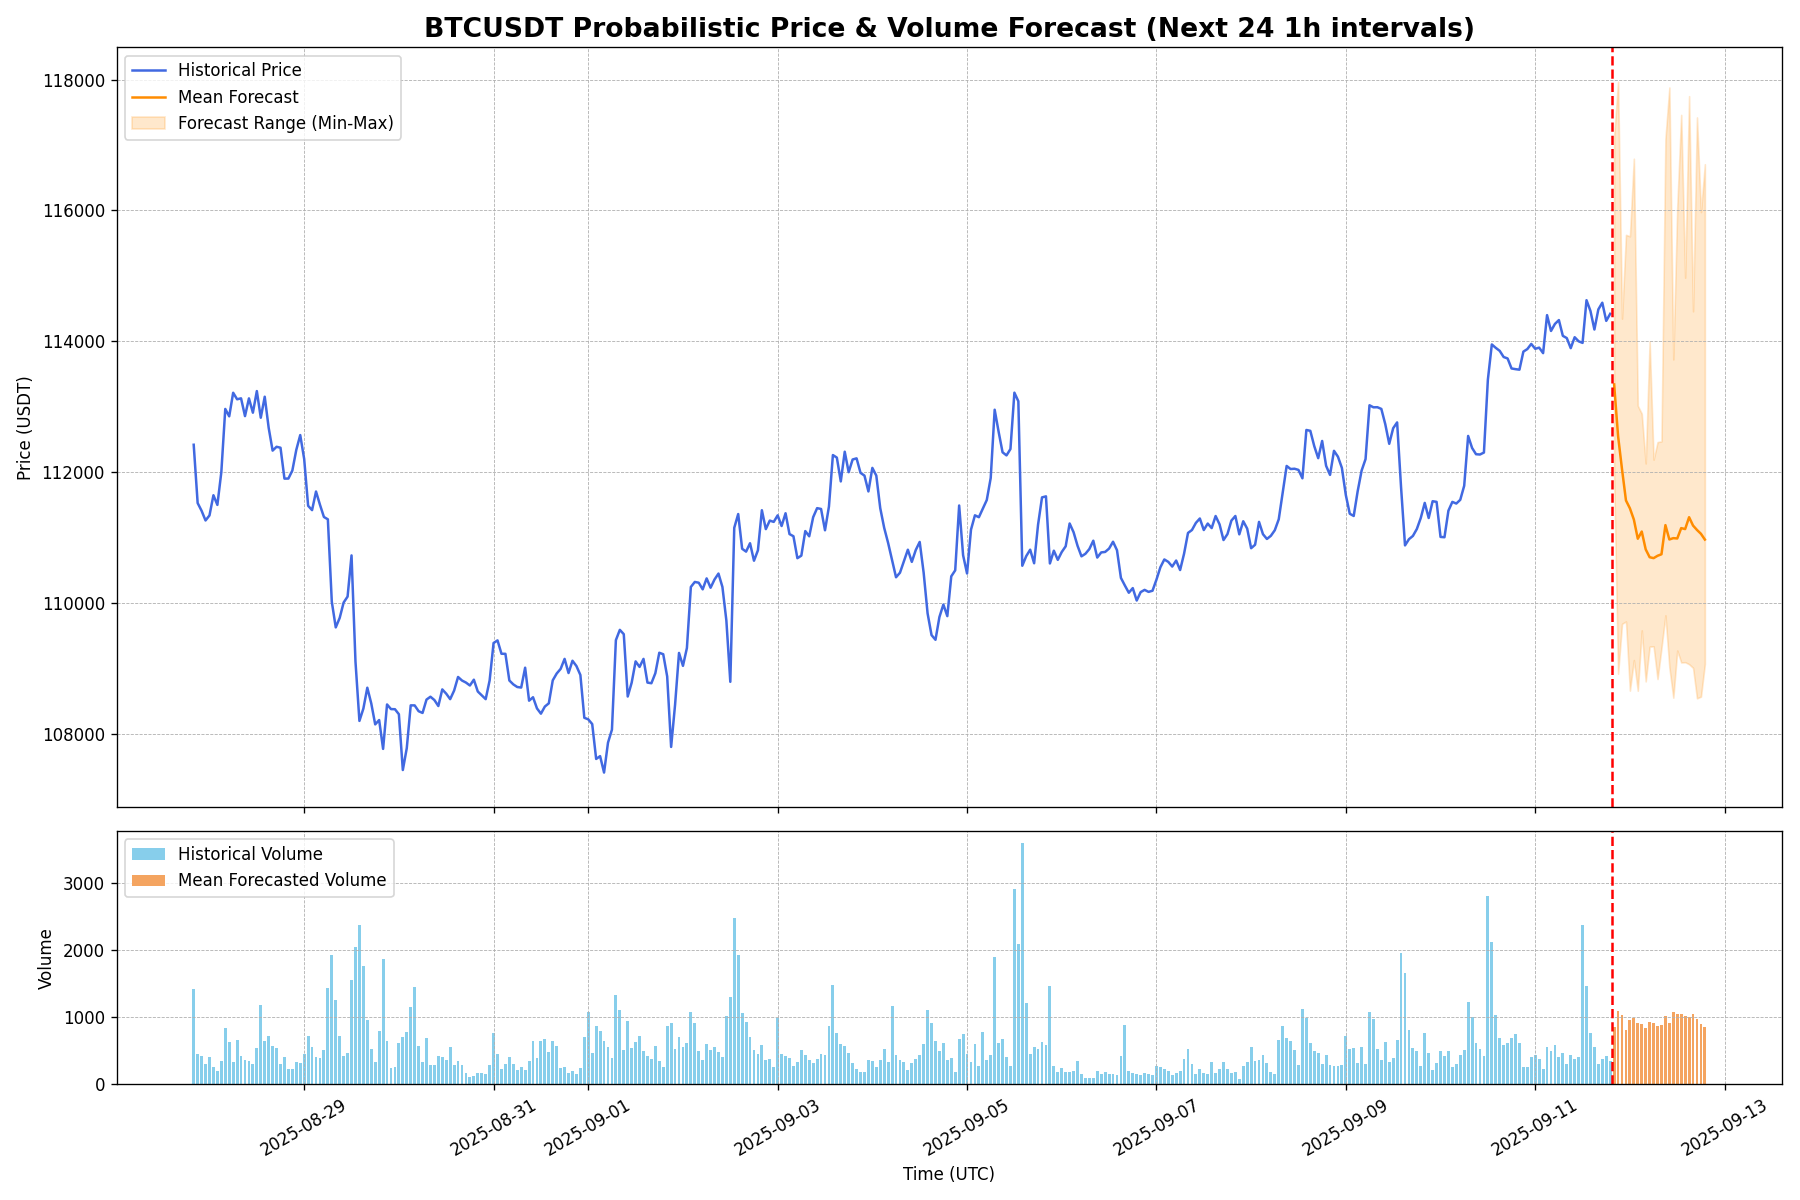 BTCUSDT Probabilistic Price & Volume Forecast (Next 24 1h intervals)
Historical Price
Mean Forecast
Forecast Range (Min-Max)
118000
116000
114000
112000
110000
108000
Price (USDT)
Historical Volume
Mean Forecasted Volume
3000
2000
1000
0
Volume
2025-08-29
2025-08-31
2025-09-01
2025-09-03
2025-09-05
2025-09-07
2025-09-09
2025-09-11
2025-09-13
Time (UTC)